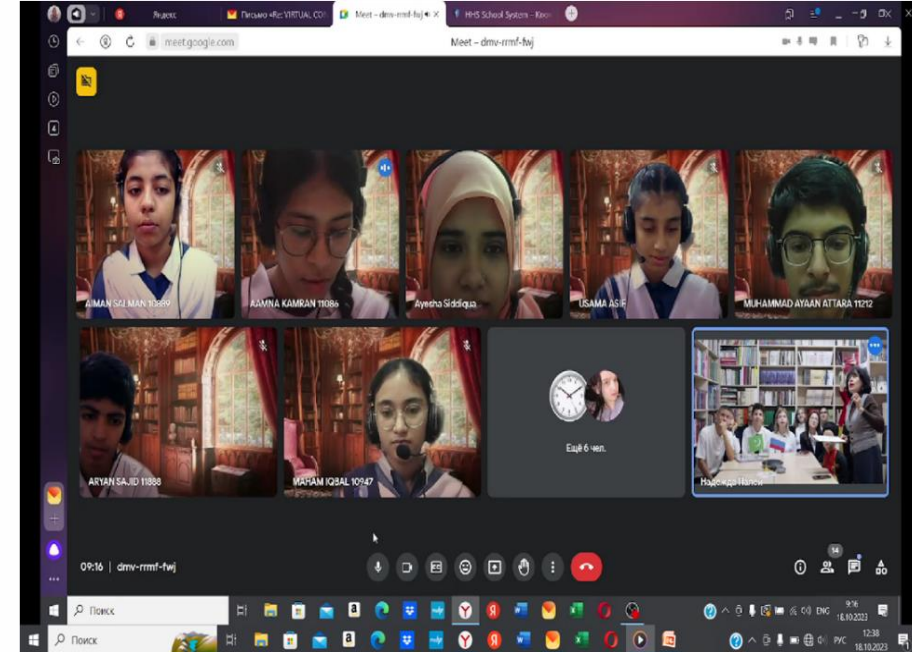 Яндекс
Письмо «Re: VIRTUAL CO
Meet – dmv-rrmf-fwj
HHS School System –
meet.google.com
Meet – dmv-rrmf-fwj
AIMAN SALMAN 10899
AAMNA KAMRAN 11086
Ayesha Siddiqua
USAMA ASIF
MUHAMMAD AYAAN ATTARA 11212
ARYAN SAJID 11888
MAHAM IQBAL 10947
Ещё 6 чел.
Надежда
09:16 | dmv-rrmf-fwj
14
Поиск
ENG
9:16
18.10.2023
Поиск
РУС
12:38
18.10.2023